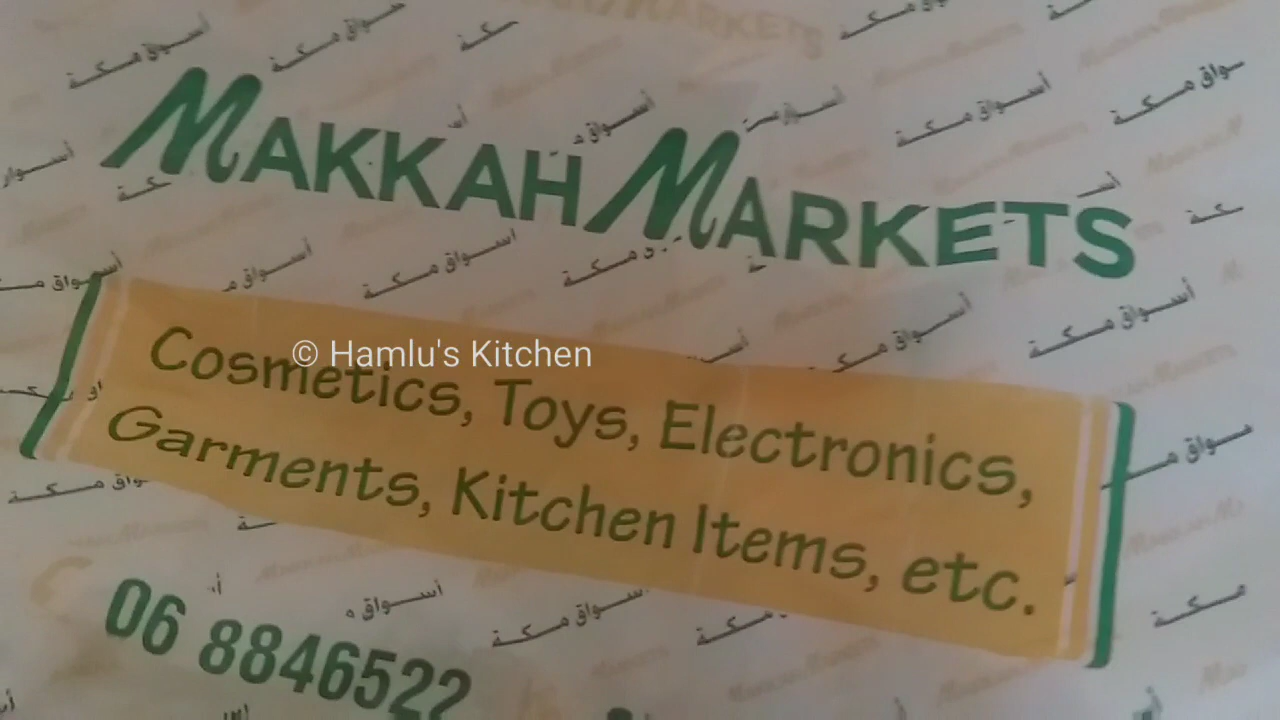 MAKKAH MARKETS
© Hamlu's Kitchen
Cosmetics, Toys, Electronics,
Garments, Kitchen Items, etc.
06 8846522
أسواق مكة